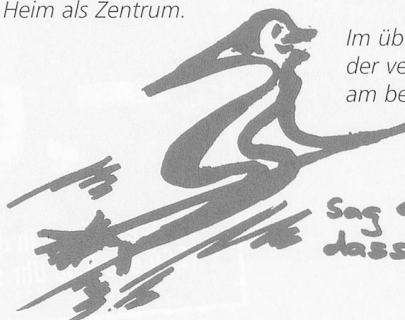 Heim als Zentrum.
Im üb
der ve
am be
Sag
dass